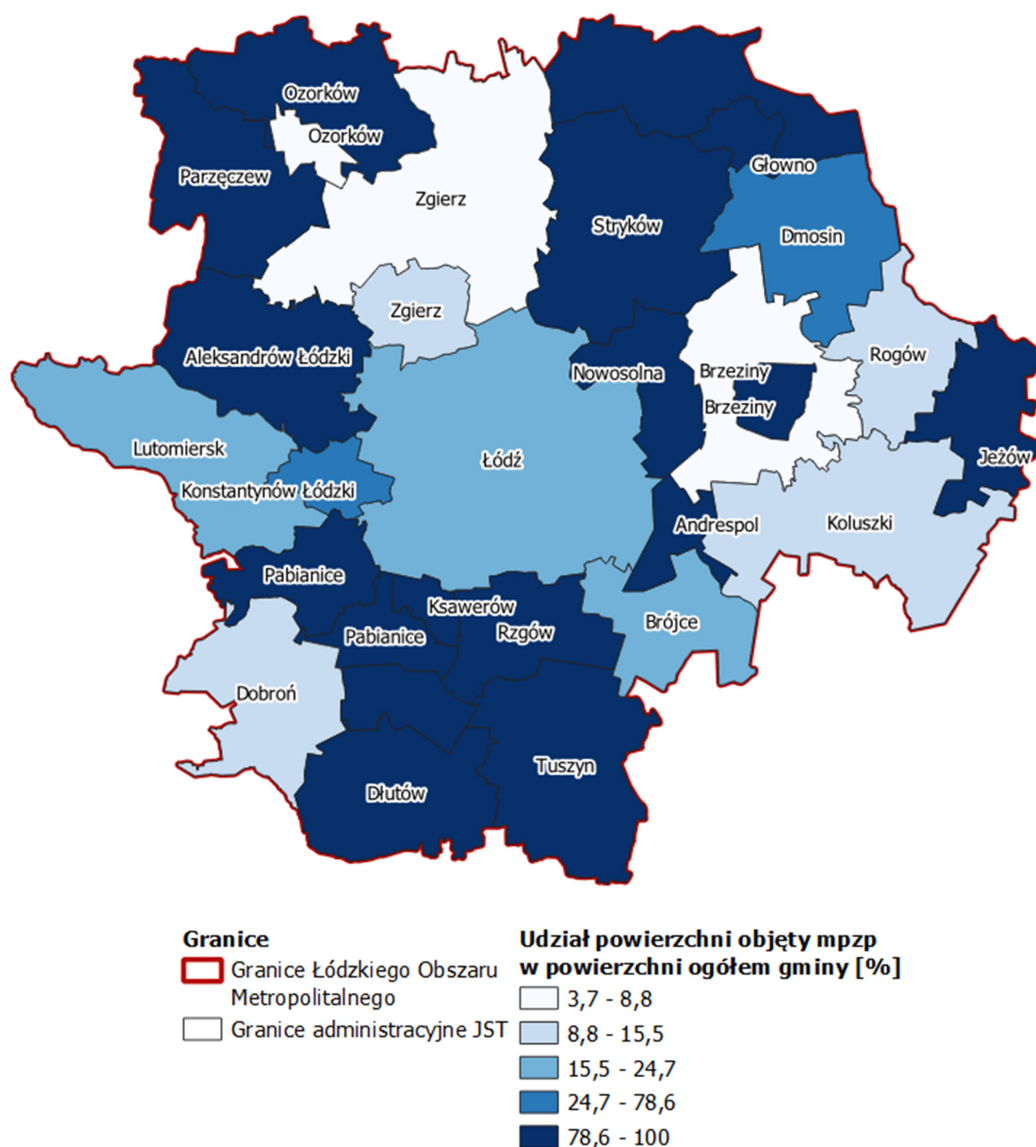 Ozorków
Ozorków
Głowno
Parzęczew
Zgierz
Stryków
Dmosin
Zgierz
Aleksandrów Łódzki
Nowosolna
Brzeziny
Rogów
Brzeziny
Lutomiersk
Łódź
Jeżów
Konstantynów Łódzki
Andrespol
Koluszki
Pabianice
Ksawerów
Pabianice
Rzgów
Brójce
Dobroń
Tuszyn
Dłutów
Granice
Granice Łódzkiego Obszaru
Metropolitalnego
Granice administracyjne JST
Udział powierzchni objęty mpzp
w powierzchni ogółem gminy [%]
3,7 - 8,8
8,8 - 15,5
15,5 - 24,7
24,7 - 78,6
78,6 - 100